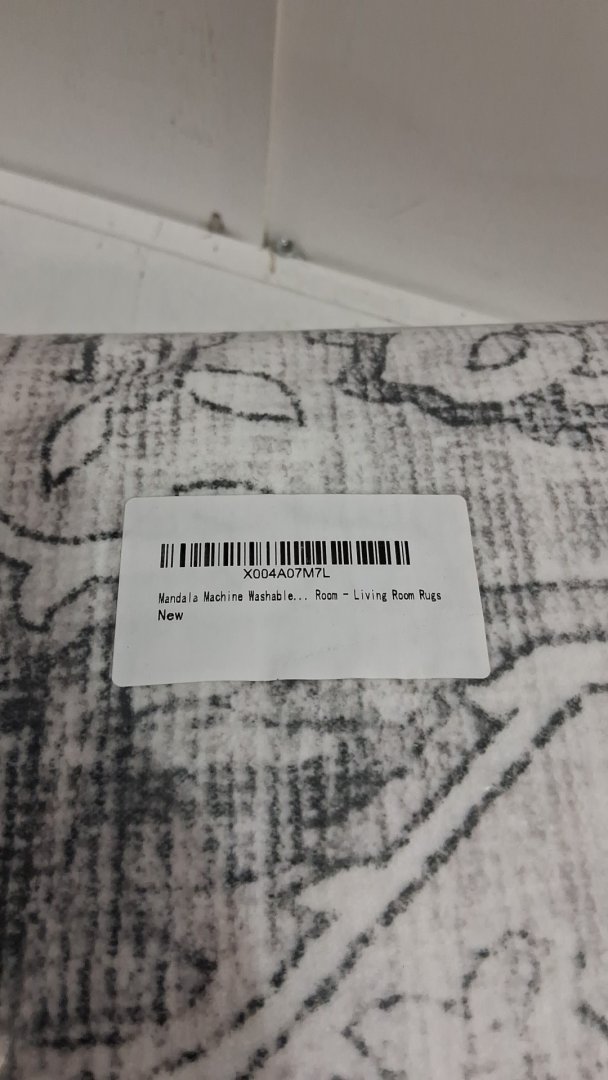 X004A07M7L
Mandala Machine Washable... Room - Living Room Rugs
New